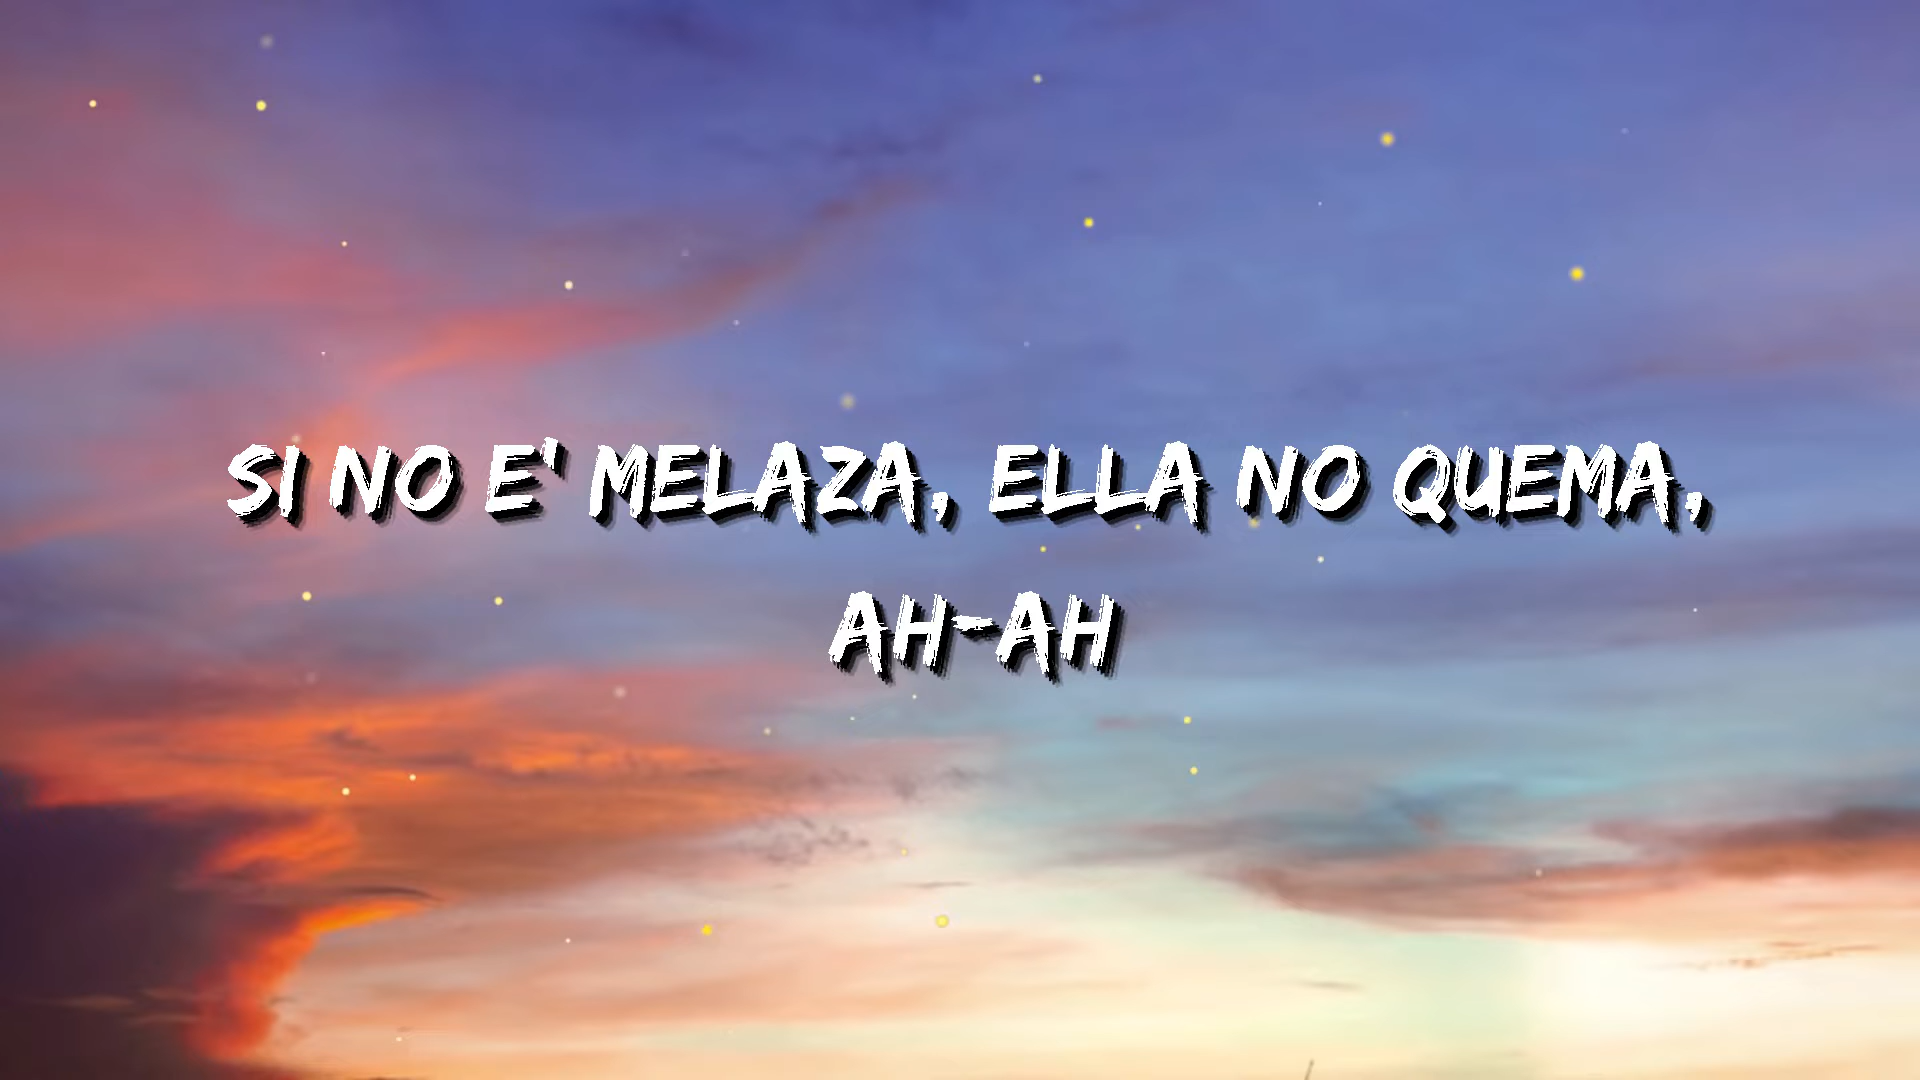 SI NO E' MELAZA, ELLA NO QUEMA,
AH-AH